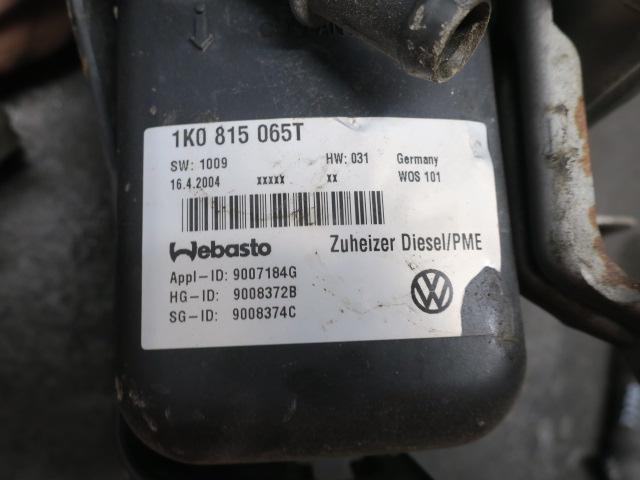 1K0 815 065T
SW: 1009 HW: 031 Germany
16.4.2004 xxxxx xx WOS 101
Webasto Zuheizer Diesel/PME
Appl-ID: 9007184G
HG-ID: 9008372B
SG-ID: 9008374C